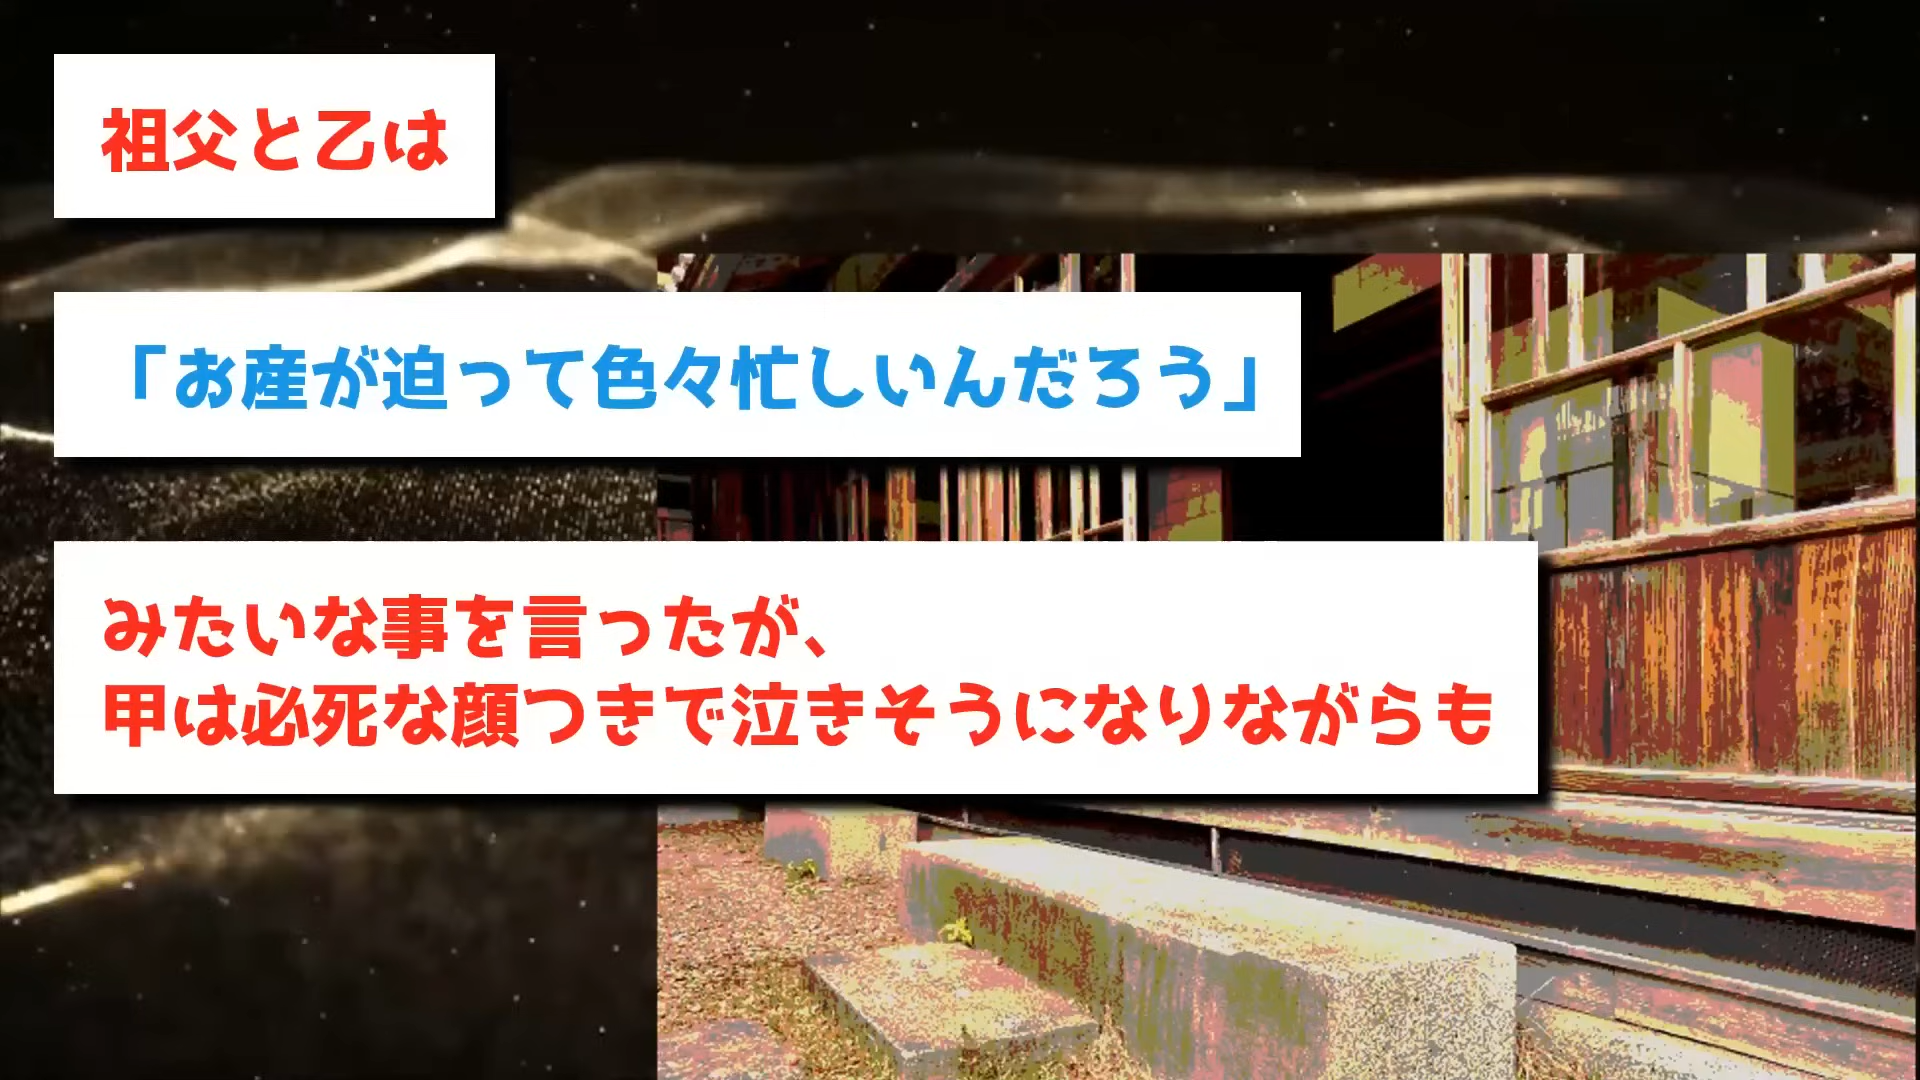 祖父と乙は
「お産が迫って色々忙しいんだろう」
みたいな事を言ったが、
甲は必死な顔つきで泣きそうになりながらも